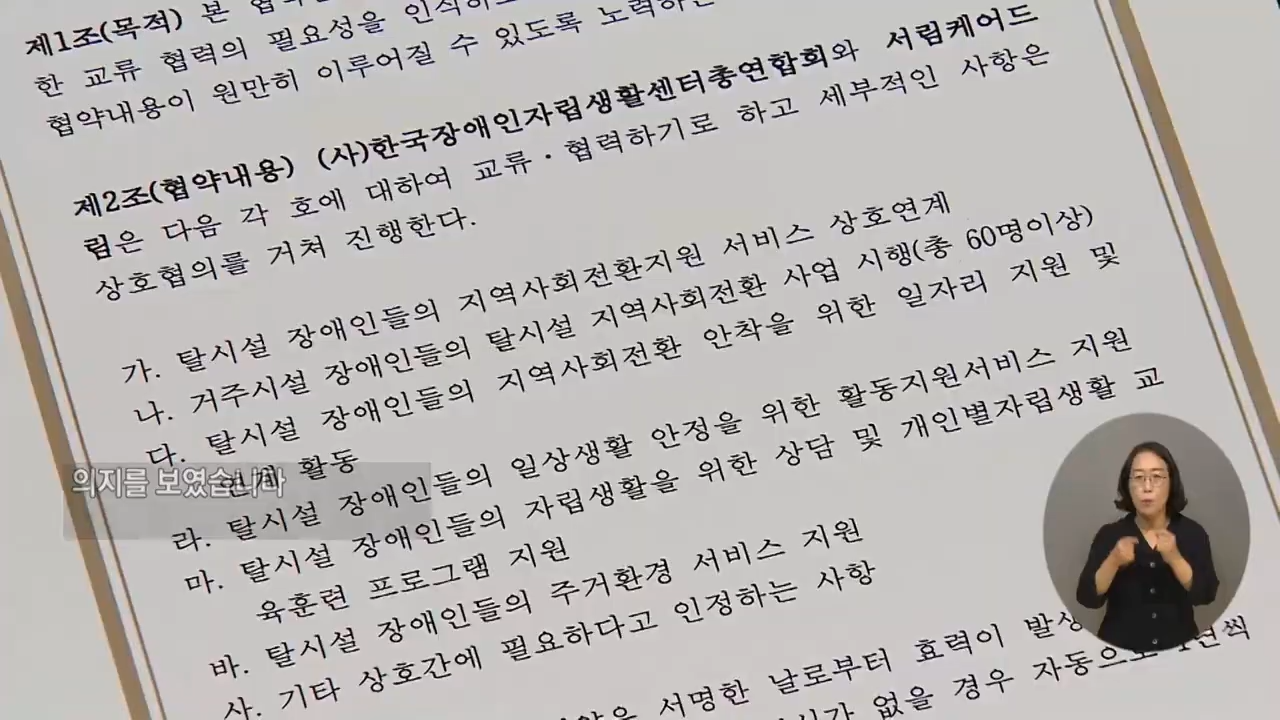 제1조(목적) 본
한 교류 협력의 필요성을 인식하
협약내용이 원만히 이루어질 수 있도록 노력하는
제2조(협약내용) (사)한국장애인자립생활센터총연합회와 서림케어드
림은 다음 각 호에 대하여 교류·협력하기로 하고 세부적인 사항은
상호협의를 거쳐 진행한다.
가. 탈시설 장애인들의 지역사회전환지원 서비스 상호연계
나. 거주시설 장애인들의 탈시설 지역사회전환 사업 시행(총 60명이상)
다. 탈시설 장애인들의 지역사회전환 안착을 위한 일자리 지원 및
연계 활동
라. 탈시설 장애인들의 일상생활 안정을 위한 활동지원서비스 지원
마. 탈시설 장애인들의 자립생활을 위한 상담 및 개인별자립생활 교
육훈련 프로그램 지원
바. 탈시설 장애인들의 주거환경 서비스 지원
사. 기타 상호간에 필요하다고 인정하는 사항
서명한 날로부터 효력이 발생
없을 경우 자동으로 1년씩
의지를 보였습니다